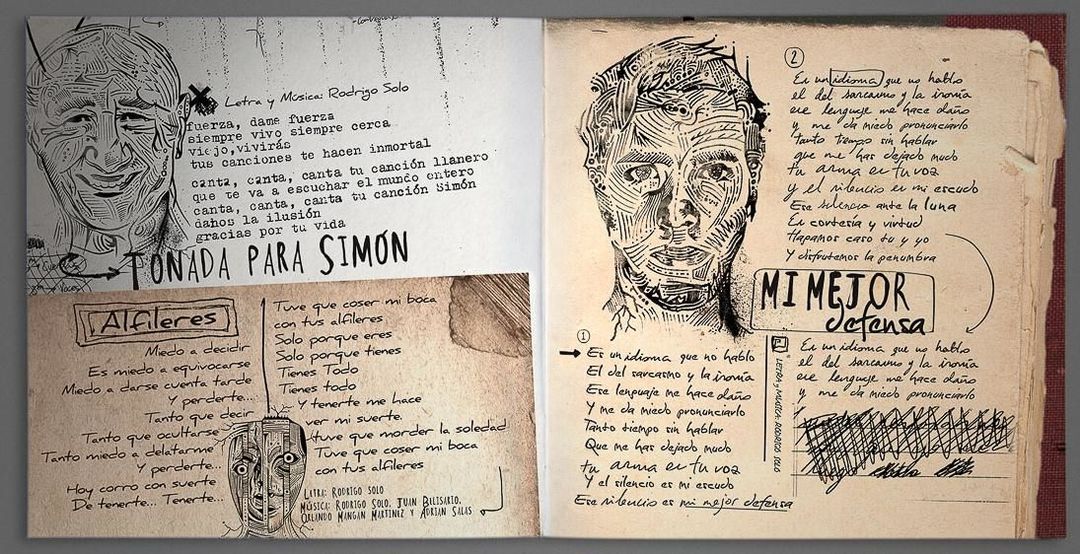 Letra y Música: Rodrigo Solo
fuerza, dame fuerza
siempre vivo siempre cerca
viejo, vivirás
tus canciones te hacen inmortal
canta, canta, canta tu canción llanero
que te va a escuchar el mundo entero
canta, canta, canta tu canción Simón
danos la ilusión
gracias por tu vida
TONADA PARA SIMÓN
Alfileres
Miedo a decidir
Es miedo a equivocarse
Miedo a darse cuenta tarde
Y perderte...
Tanto que decir
Tanto que ocultarse
Tanto miedo a delatarme
Y perderte...
Hoy corro con suerte
De tenerte... Tenerte...
Tuve que coser mi boca
con tus alfileres
Solo porque eres
Solo porque tienes
Tienes Todo
Tienes todo
Y tenerte me hace
ver mi suerte.
tuve que morder la soledad
Tuve que coser mi boca
con tus alfileres
LETRA: RODRIGO SOLO
MÚSICA: RODRIGO SOLO, JUAN BELISARIO,
ORLANDO MANGAN MARTINEZ Y ADRIAN SALAS
MI MEJOR
defensa
1
Es un idioma que no hablo
El del sarcasmo y la ironía
Ese lenguaje me hace daño
Y me da miedo pronunciarlo
Tanto tiempo sin hablar
Que me has dejado mudo
tu arma es tu voz
Y el silencio es mi escudo
Ese silencio es mi mejor defensa
2
Es un idioma que no hablo
el del sarcasmo y la ironía
ese lenguaje me hace daño
y me da miedo pronunciarlo
tanto tiempo sin hablar
que me has dejado mudo
tu arma es tu voz
y el silencio es mi escudo
Ese silencio ante la luna
Es cortesía y virtud
Hagamos caso tu y yo
Y disfrutemos la penumbra
Es un idioma que no hablo
el del sarcasmo y la ironía
ese lenguaje me hace daño
y me da miedo pronunciarlo
LETRA y MÚSICA: RODRIGO SOLO